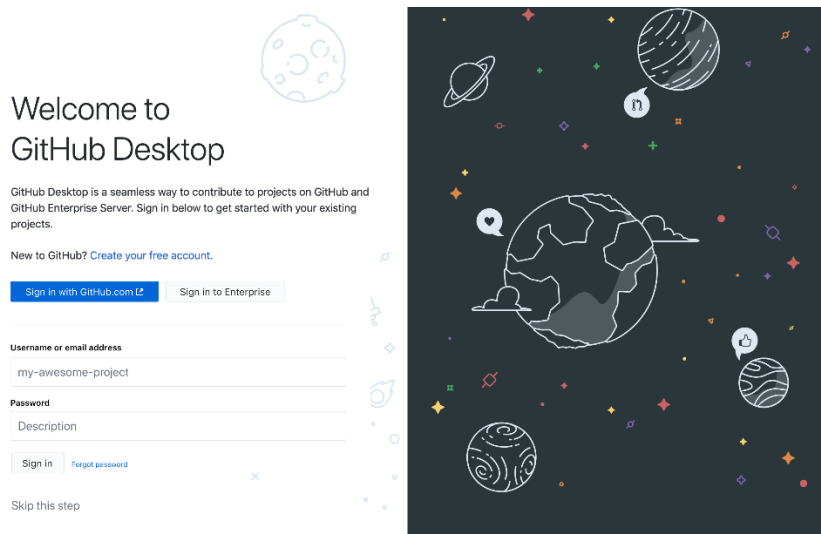 Welcome to
GitHub Desktop
GitHub Desktop is a seamless way to contribute to projects on GitHub and
GitHub Enterprise Server. Sign in below to get started with your existing
projects.
New to GitHub? Create your free account.
Sign in with GitHub.com
Sign in to Enterprise
Username or email address
my-awesome-project
Password
Description
Sign in
Forgot password
Skip this step